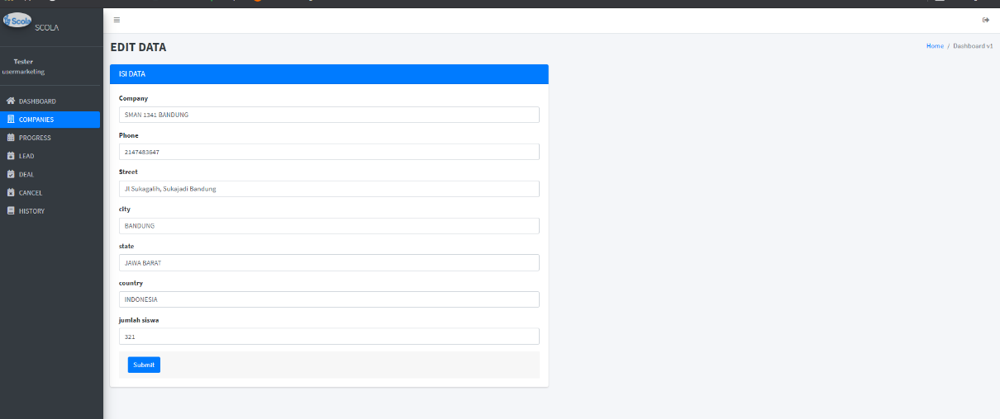 Scola
SCOLA
Tester
usermarketing
DASHBOARD
COMPANIES
PROGRESS
LEAD
DEAL
CANCEL
HISTORY
EDIT DATA
Home / Dashboard v1
ISI DATA
Company
SMAN 1341 BANDUNG
Phone
2147483647
Street
Jl Sukagalih, Sukajadi Bandung
city
BANDUNG
state
JAWA BARAT
country
INDONESIA
jumlah siswa
321
Submit